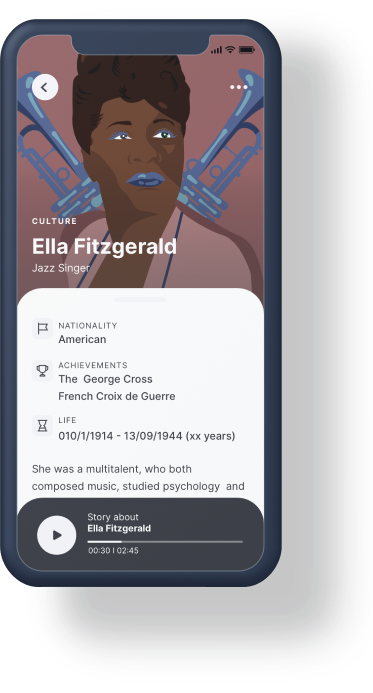 CULTURE
Ella Fitzgerald
Jazz Singer
NATIONALITY
American
ACHIEVEMENTS
The  George Cross
French Croix de Guerre
LIFE
010/1/1914 - 13/09/1944 (xx years)
She was a multitalent, who both
composed music, studied psychology  and
Story about
Ella Fitzgerald
00:30 I 02:45